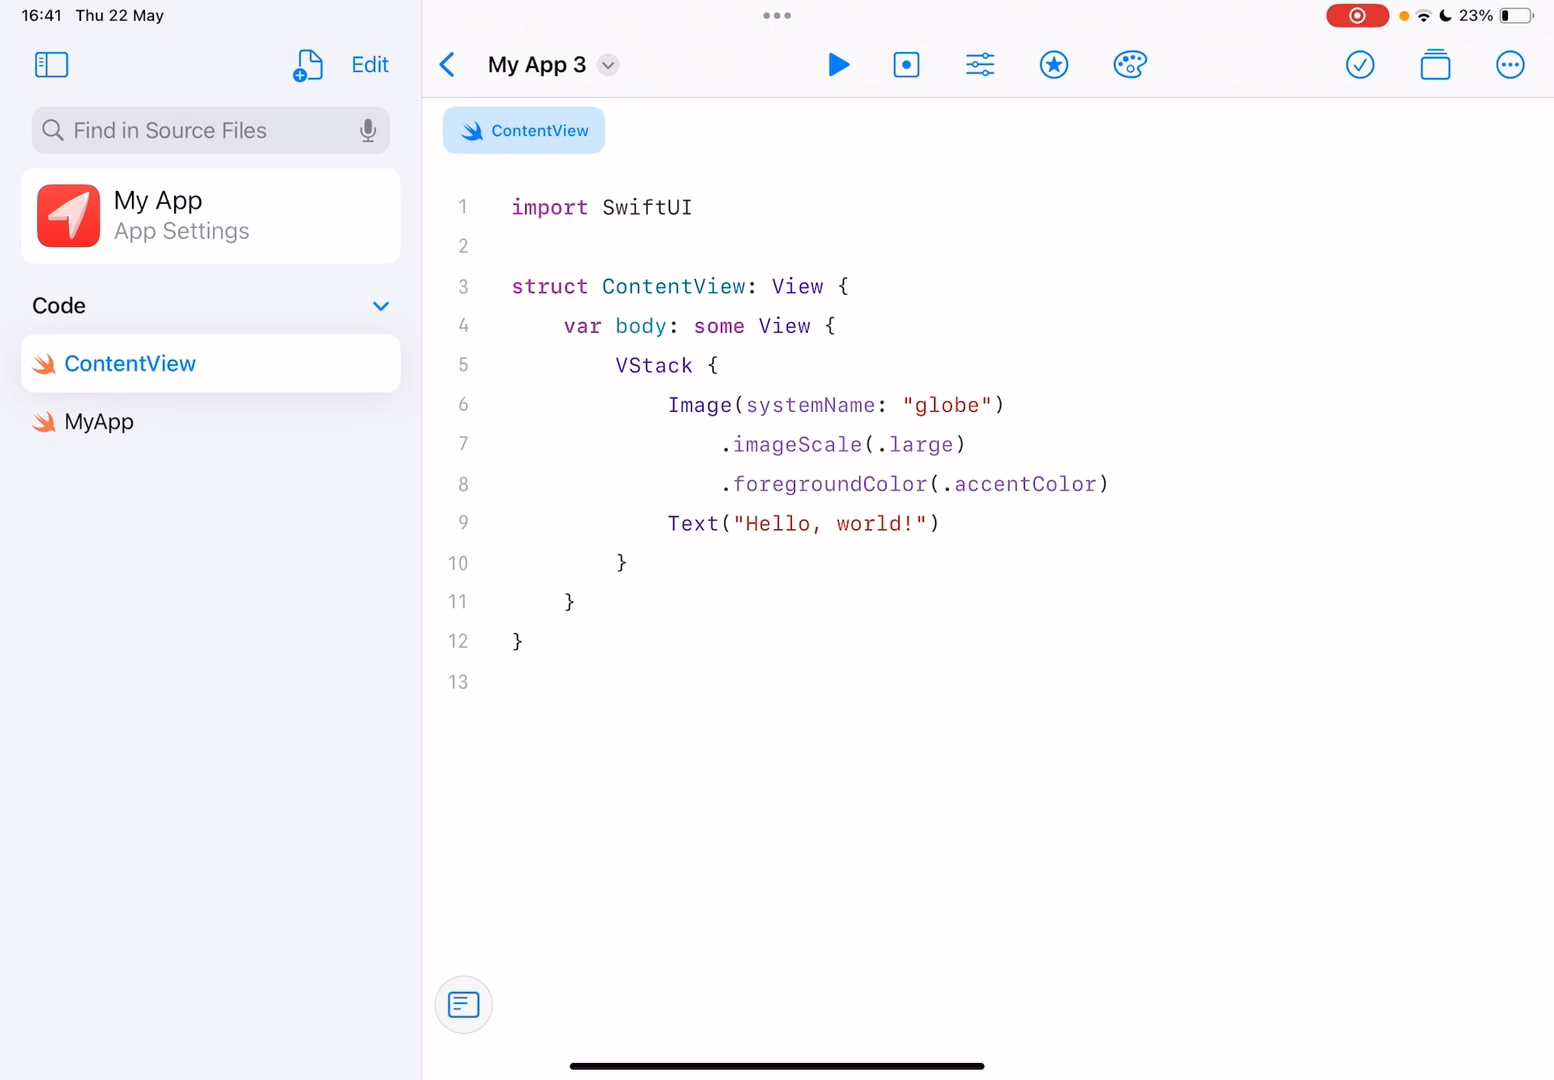 16:41 Thu 22 May
23%
Edit
My App 3
Find in Source Files
My App
App Settings
Code
ContentView
MyApp
ContentView
1 import SwiftUI
2
3 struct ContentView: View {
4     var body: some View {
5         VStack {
6             Image(systemName: "globe")
7                 .imageScale(.large)
8                 .foregroundColor(.accentColor)
9             Text("Hello, world!")
10         }
11     }
12 }
13